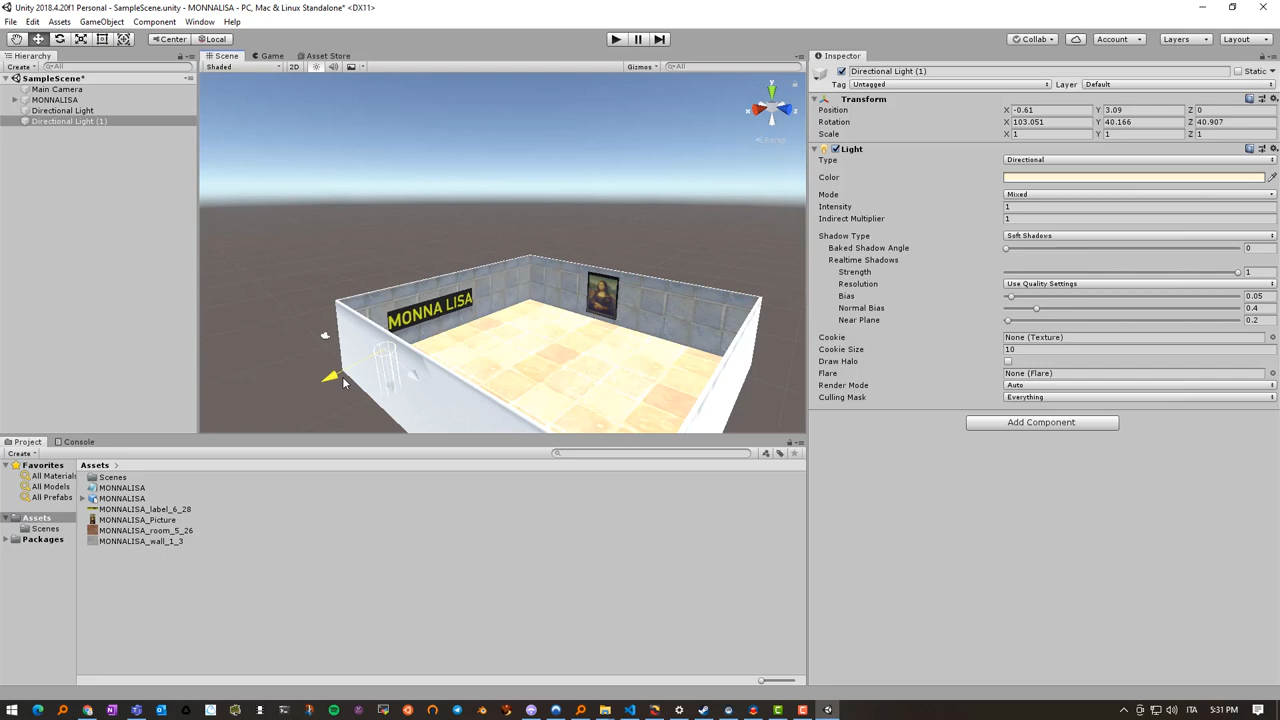 Unity 2018.4.20f1 Personal - SampleScene.unity - MONNALISA - PC, Mac & Linux Standalone* <DX11>
File Edit Assets GameObject Component Window Help
Center Local Collab Account Layers Layout
Hierarchy Scene Game Asset Store Inspector
Create All Shaded 2D Gizmos All
SampleScene*
Main Camera
MONNALISA
Directional Light
Directional Light (1)
y
x z
Persp
MONNA LISA
Directional Light (1) Static
Tag Untagged Layer Default
Transform
Position X -0.61 Y 3.09 Z 0
Rotation X 103.051 Y 40.166 Z 40.907
Scale X 1 Y 1 Z 1
Light
Type Directional
Color
Mode Mixed
Intensity 1
Indirect Multiplier 1
Shadow Type Soft Shadows
Baked Shadow Angle 0
Realtime Shadows
Strength 1
Resolution Use Quality Settings
Bias 0.05
Normal Bias 0.4
Near Plane 0.2
Cookie None (Texture)
Cookie Size 10
Draw Halo
Flare None (Flare)
Render Mode Auto
Culling Mask Everything
Add Component
Project Console
Create
Favorites
All Materials
All Models
All Prefabs
Assets
Scenes
Packages
Assets
Scenes
MONNALISA
MONNALISA
MONNALISA_label_6_28
MONNALISA_Picture
MONNALISA_room_5_26
MONNALISA_wall_1_3
ITA 5:31 PM